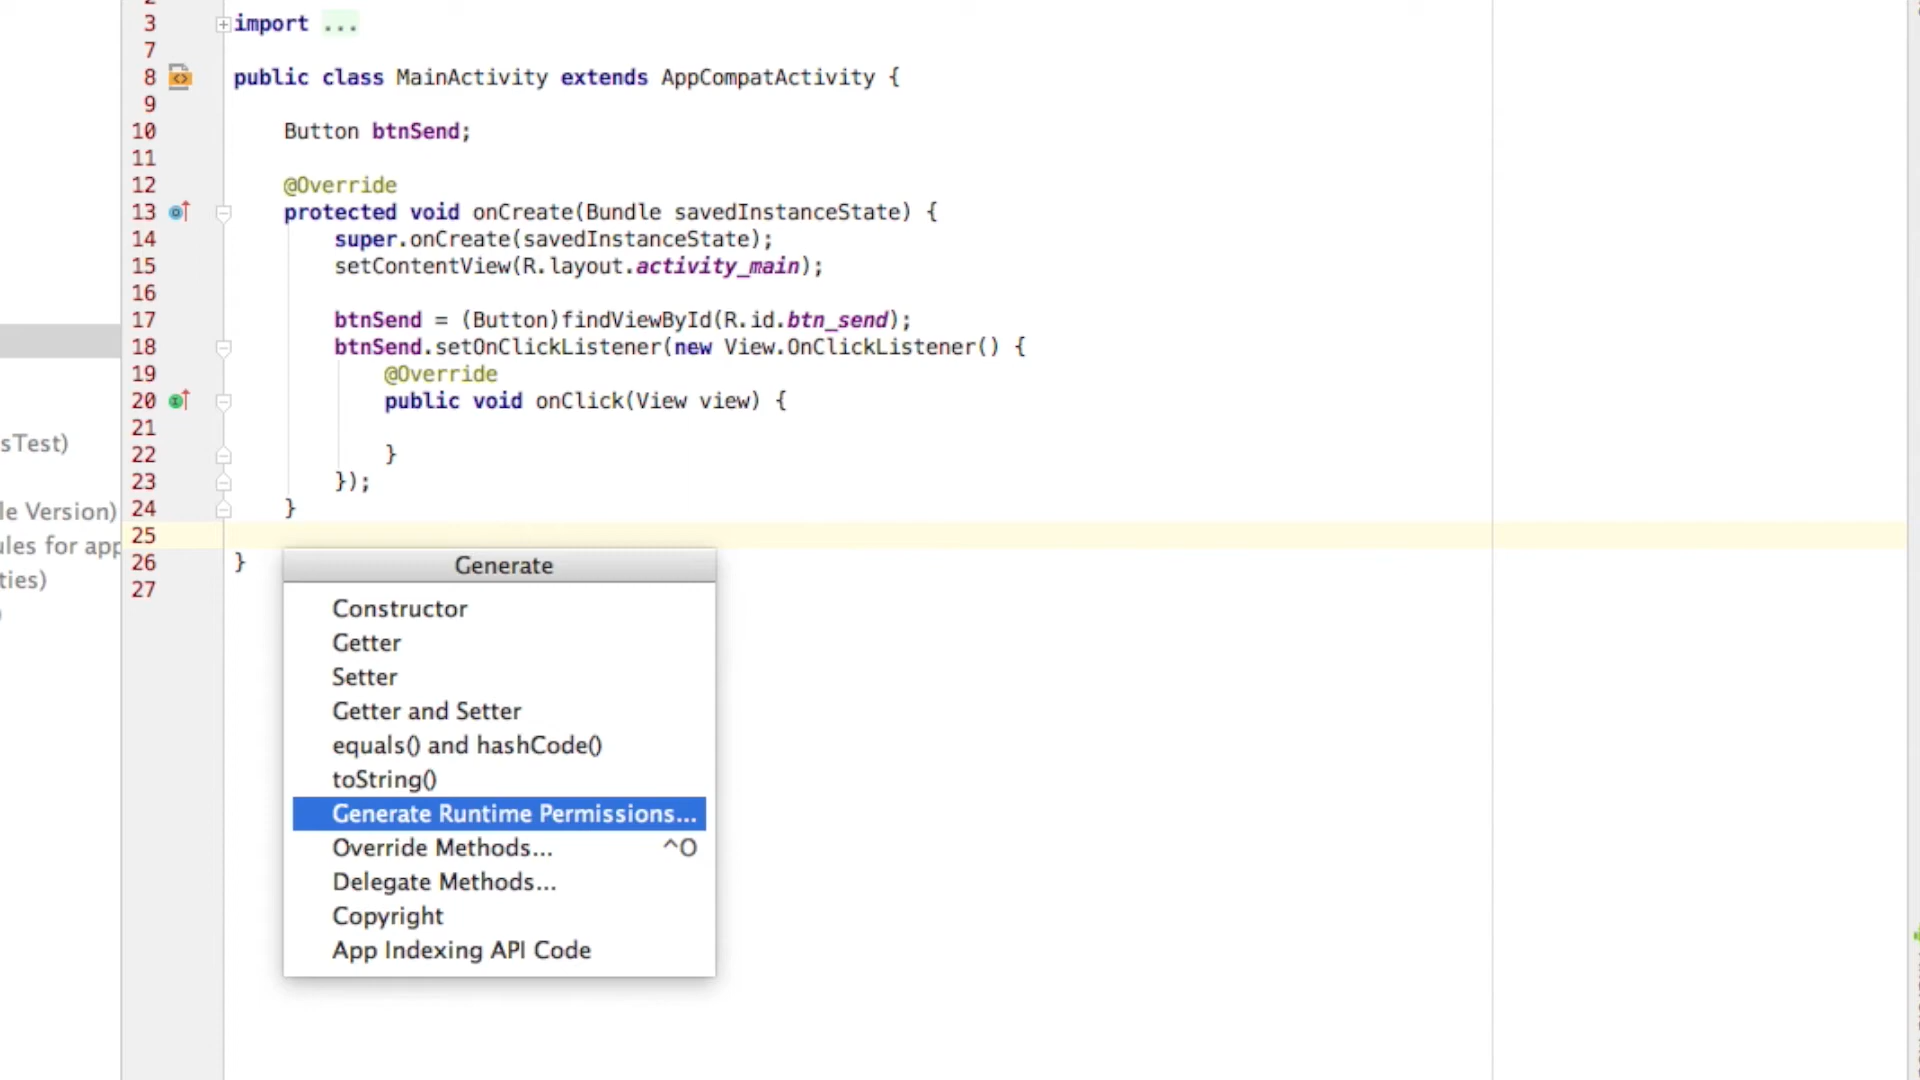 3 import ...
7
8 public class MainActivity extends AppCompatActivity {
9
10 Button btnSend;
11
12 @Override
13 protected void onCreate(Bundle savedInstanceState) {
14 super.onCreate(savedInstanceState);
15 setContentView(R.layout.activity_main);
16
17 btnSend = (Button)findViewById(R.id.btn_send);
18 btnSend.setOnClickListener(new View.OnClickListener() {
19 @Override
20 public void onClick(View view) {
21
22 }
23 });
24 }
25
26 }
27
sTest)
le Version)
ules for app
ties)
Generate
Constructor
Getter
Setter
Getter and Setter
equals() and hashCode()
toString()
Generate Runtime Permissions...
Override Methods... ^O
Delegate Methods...
Copyright
App Indexing API Code